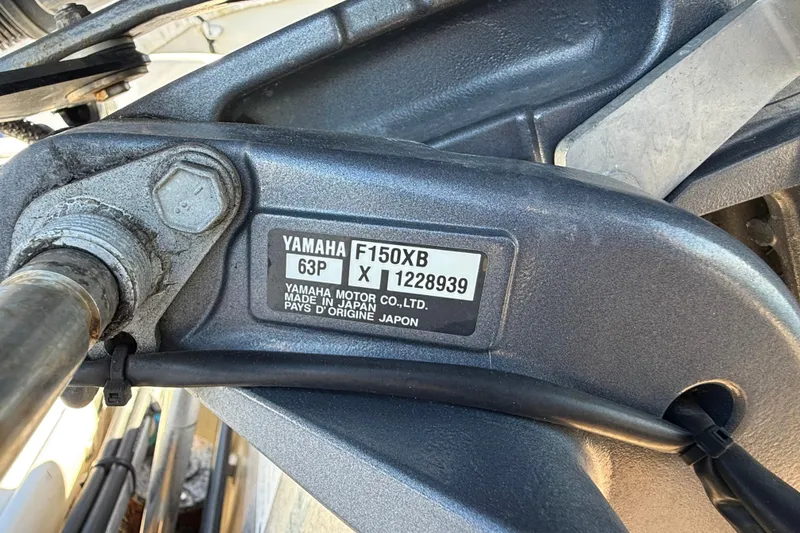 YAMAHA F150XB
63P X 1228939
YAMAHA MOTOR CO.,LTD.
MADE IN JAPAN
PAYS D'ORIGINE JAPON